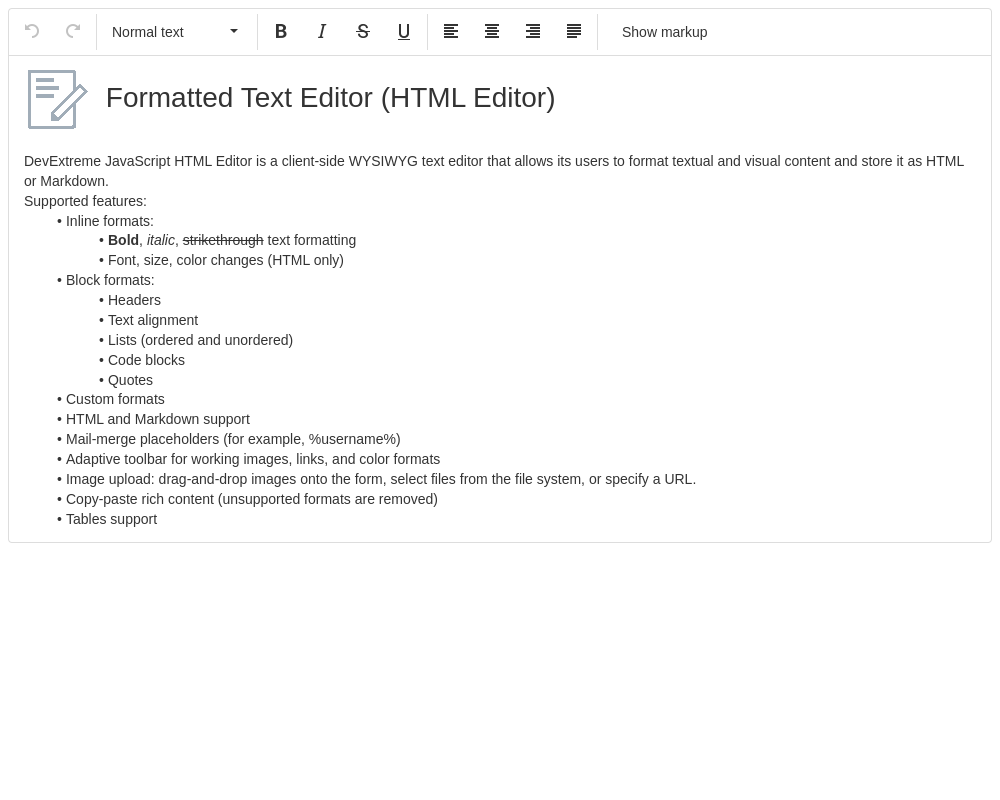 Normal text
B I S U
Show markup
Formatted Text Editor (HTML Editor)
DevExtreme JavaScript HTML Editor is a client-side WYSIWYG text editor that allows its users to format textual and visual content and store it as HTML
or Markdown.
Supported features:
• Inline formats:
• Bold, italic, strikethrough text formatting
• Font, size, color changes (HTML only)
• Block formats:
• Headers
• Text alignment
• Lists (ordered and unordered)
• Code blocks
• Quotes
• Custom formats
• HTML and Markdown support
• Mail-merge placeholders (for example, %username%)
• Adaptive toolbar for working images, links, and color formats
• Image upload: drag-and-drop images onto the form, select files from the file system, or specify a URL.
• Copy-paste rich content (unsupported formats are removed)
• Tables support